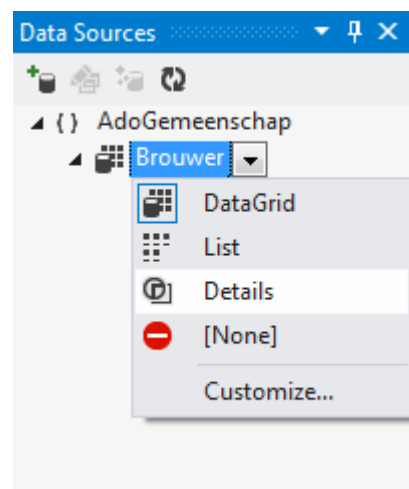 Data Sources
{ } AdoGemeenschap
Brouwer
DataGrid
List
Details
[None]
Customize...